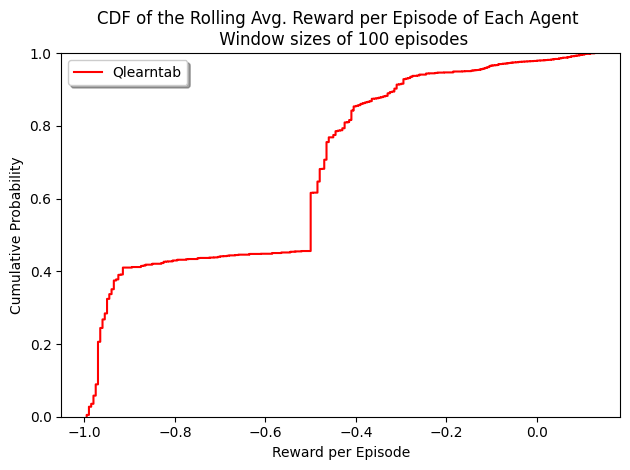 CDF of the Rolling Avg. Reward per Episode of Each Agent
Window sizes of 100 episodes
Qlearntab
1.0
0.8
0.6
0.4
0.2
0.0
Cumulative Probability
−1.0 −0.8 −0.6 −0.4 −0.2 0.0
Reward per Episode